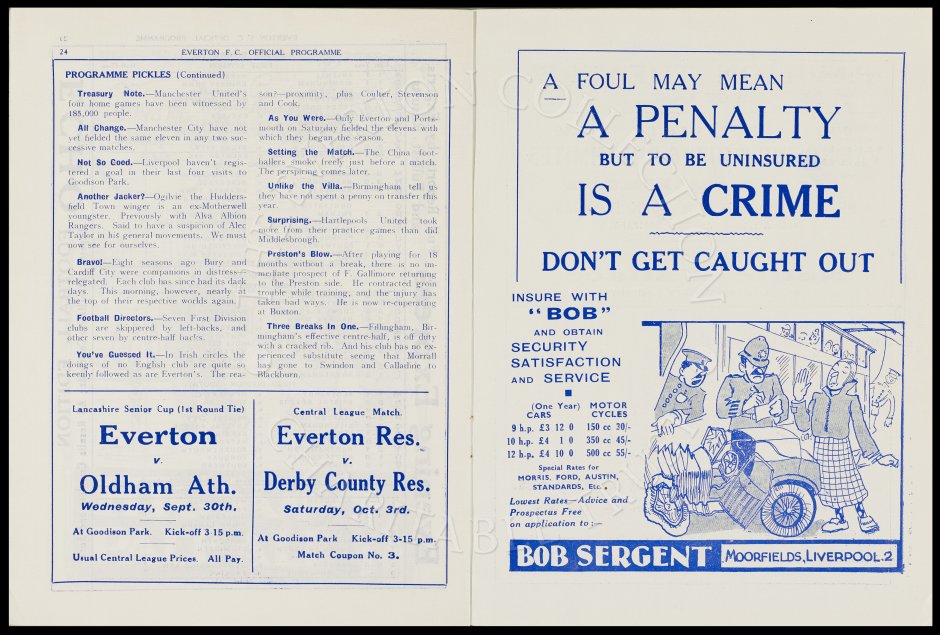 24
EVERTON F.C. OFFICIAL PROGRAMME
PROGRAMME PICKLES (Continued)
Treasury Note.—Manchester United's
four home games have been witnessed by
185,000 people.
All Change.—Manchester City have not
yet fielded the same eleven in any two suc-
cessive matches.
Not So Good.—Liverpool haven't regis-
tered a goal in their last four visits to
Goodison Park.
Another Jacker?—Ogilvie the Hudders-
field Town winger is an ex-Motherwell
youngster. Previously with Alva Albion
Rangers. Said to have a suspicion of Alec
Taylor in his general movements. We must
now see for ourselves.
Bravo!—Eight seasons ago Bury and
Cardiff City were companions in distress—
relegated. Each club has since had its dark
days. This morning, however, nearly at
the top of their respective worlds again.
Football Directors.—Seven First Division
clubs are skippered by left-backs, and
other seven by centre-half backs.
You've Guessed It.—In Irish circles the
doings of no English club are quite so
keenly followed as are Everton's. The rea-
son?—proximity, plus Coulter, Stevenson
and Cook.
As You Were.—Only Everton and Ports-
mouth on Saturday fielded the elevens with
which they began the season.
Setting the Match.—The China foot-
ballers smoke freely just before a match.
The perspiring comes later.
Unlike the Villa.—Birmingham tell us
they have not spent a penny on transfer this
year.
Surprising.—Hartlepools United took
more from their practice games than did
Middlesbrough.
Preston's Blow.—After playing for 18
months without a break, there is no im-
mediate prospect of F. Gallimore returning
to the Preston side. He contracted groin
trouble while training, and the injury has
taken bad ways. He is now re-cuperating
at Buxton.
Three Breaks In One.—Fillingham, Bir-
mingham's effective centre-half, is off duty
with a cracked rib. And his club has no ex-
perienced substitute seeing that Morrall
has gone to Swindon and Calladine to
Blackburn.
Lancashire Senior Cup (1st Round Tie)
Everton
v.
Oldham Ath.
Wednesday, Sept. 30th.
At Goodison Park. Kick-off 3-15 p.m.
Usual Central League Prices. All Pay.
Central League Match.
Everton Res.
v.
Derby County Res.
Saturday, Oct. 3rd.
At Goodison Park Kick-off 3-15 p.m.
Match Coupon No. 3.
A FOUL MAY MEAN
A PENALTY
BUT TO BE UNINSURED
IS A CRIME
DON'T GET CAUGHT OUT
INSURE WITH
"BOB"
AND OBTAIN
SECURITY
SATISFACTION
AND SERVICE
(One Year) MOTOR
CARS CYCLES
9 h.p. £3 12 0 150 cc 30/-
10 h.p. £4 1 0 350 cc 45/-
12 h.p. £4 10 0 500 cc 55/-
Special Rates for
MORRIS, FORD, AUSTIN,
STANDARDS, Etc.
Lowest Rates—Advice and
Prospectus Free
on application to:—
BOB SERGENT MOORFIELDS, LIVERPOOL. 2